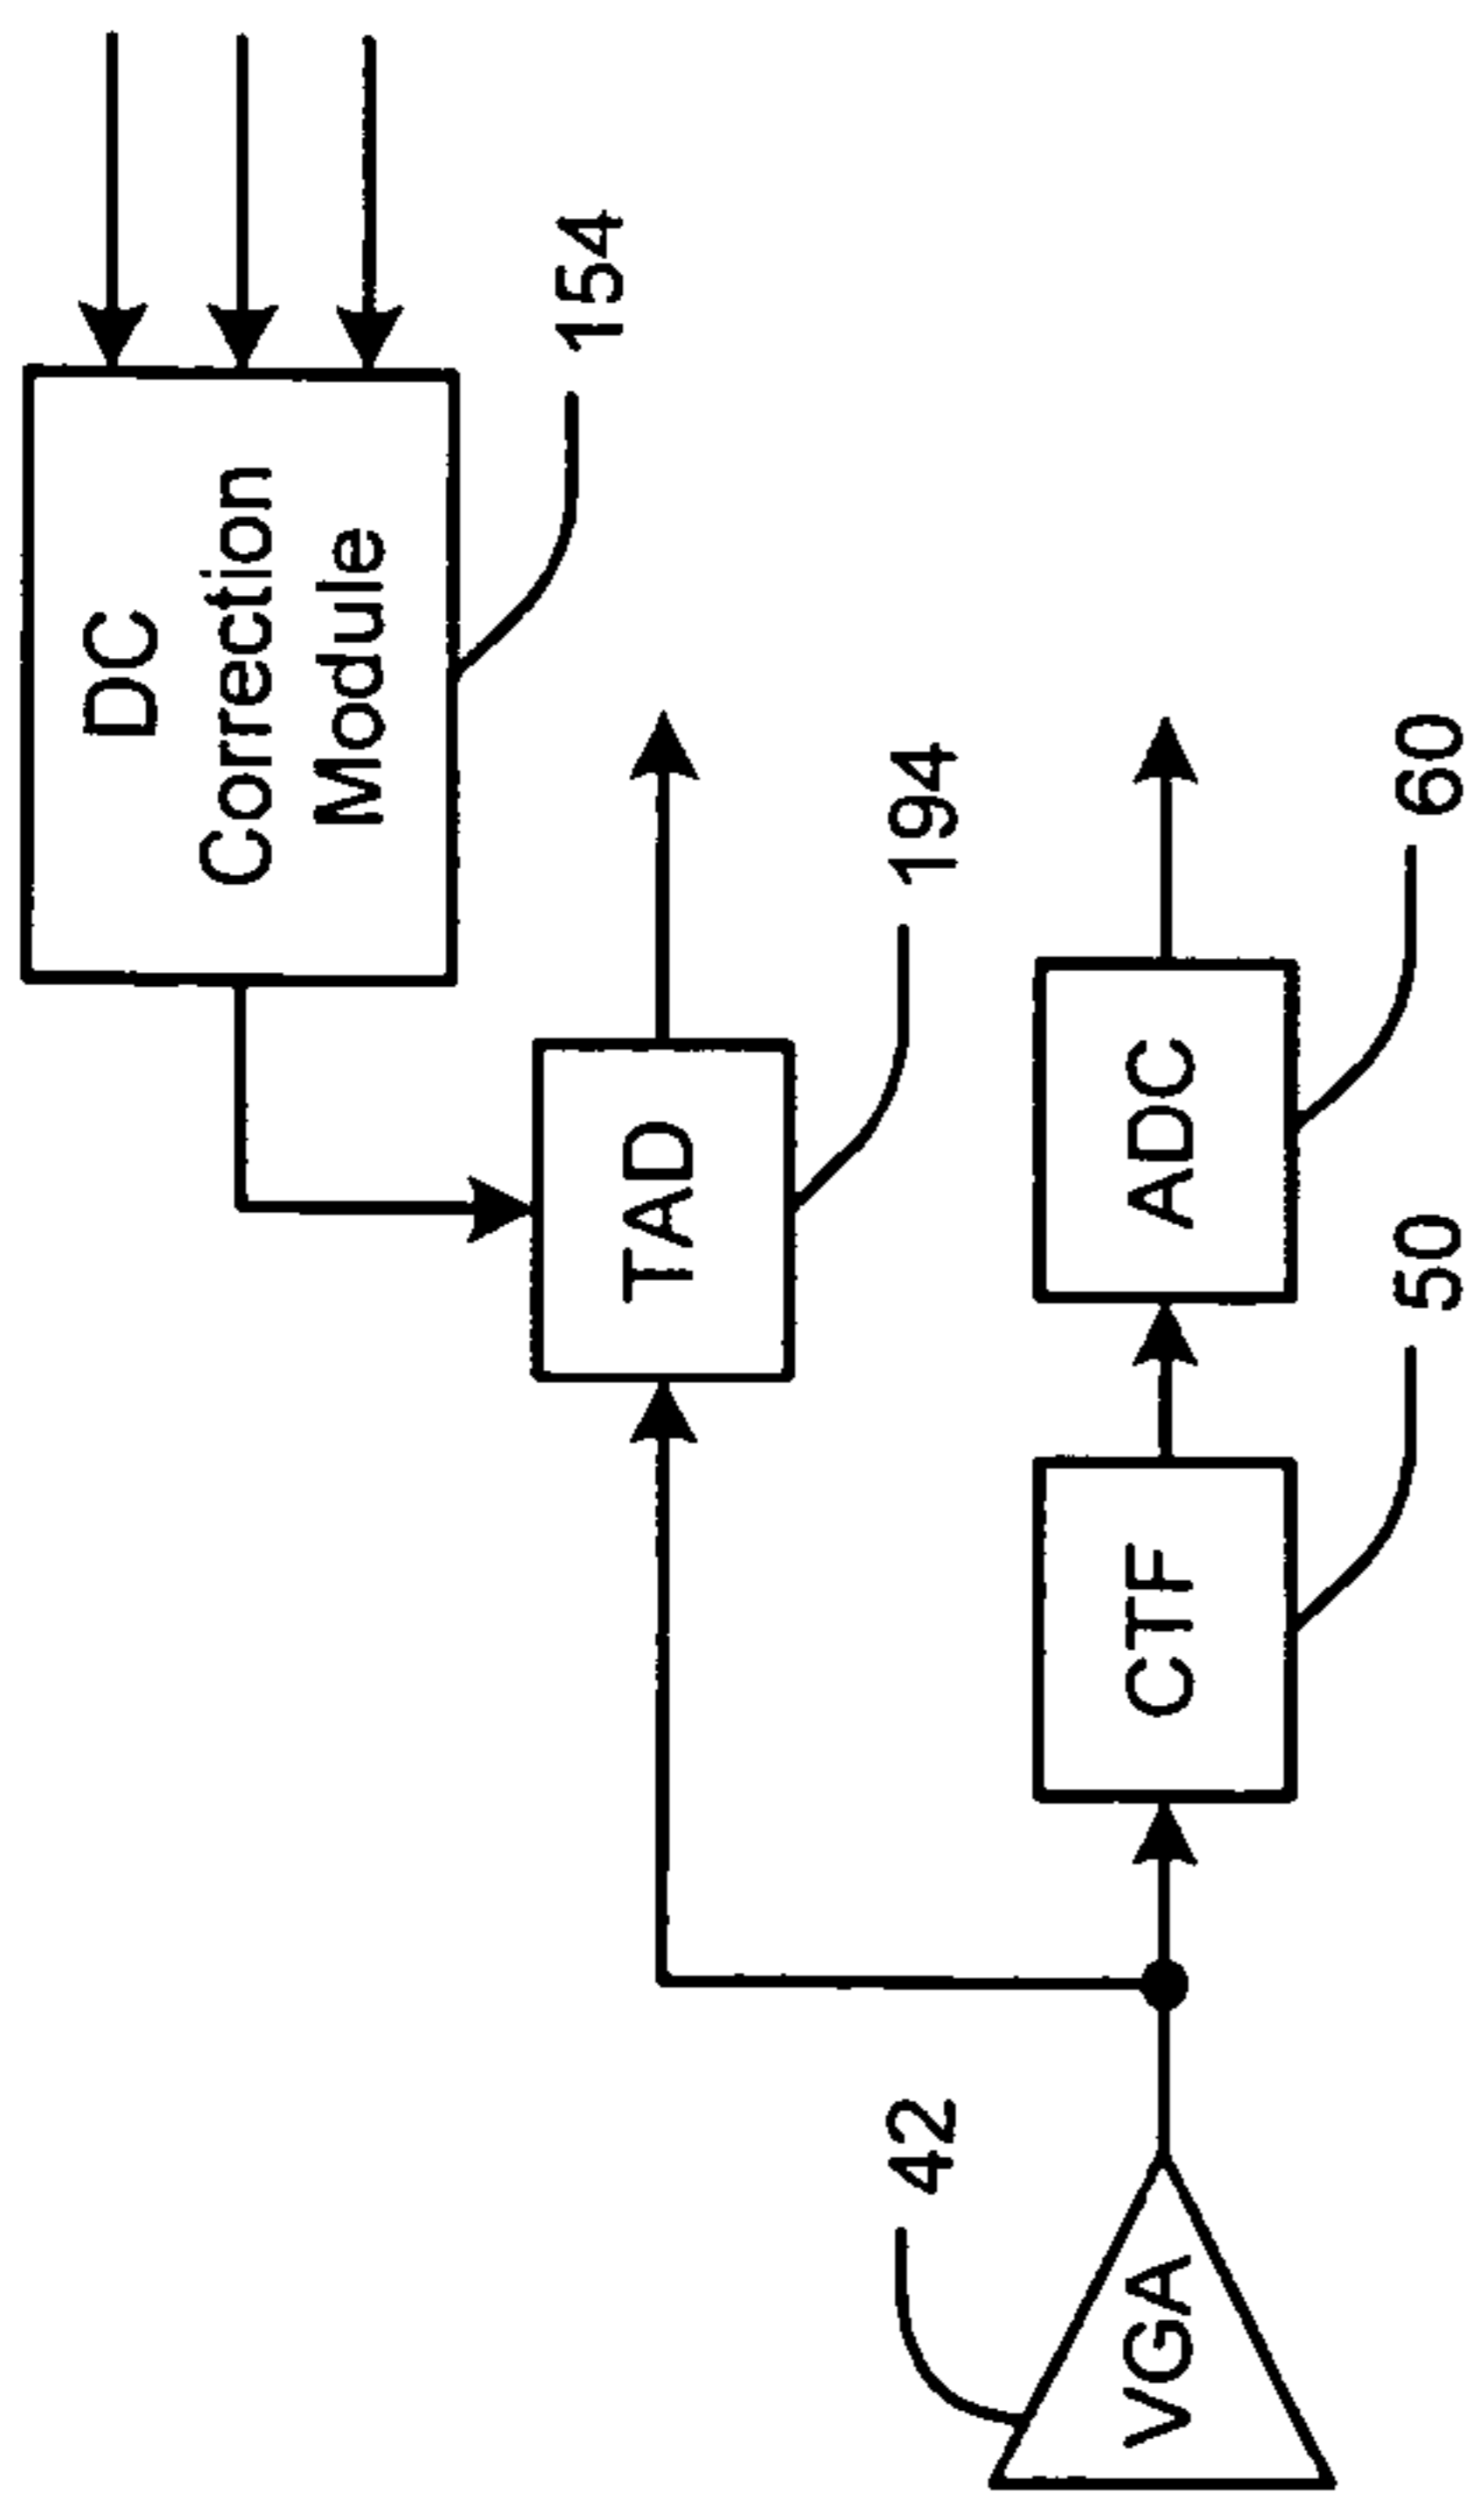 DC
Correction
Module
154
TAD
194
42
VGA
CTF
50
ADC
60